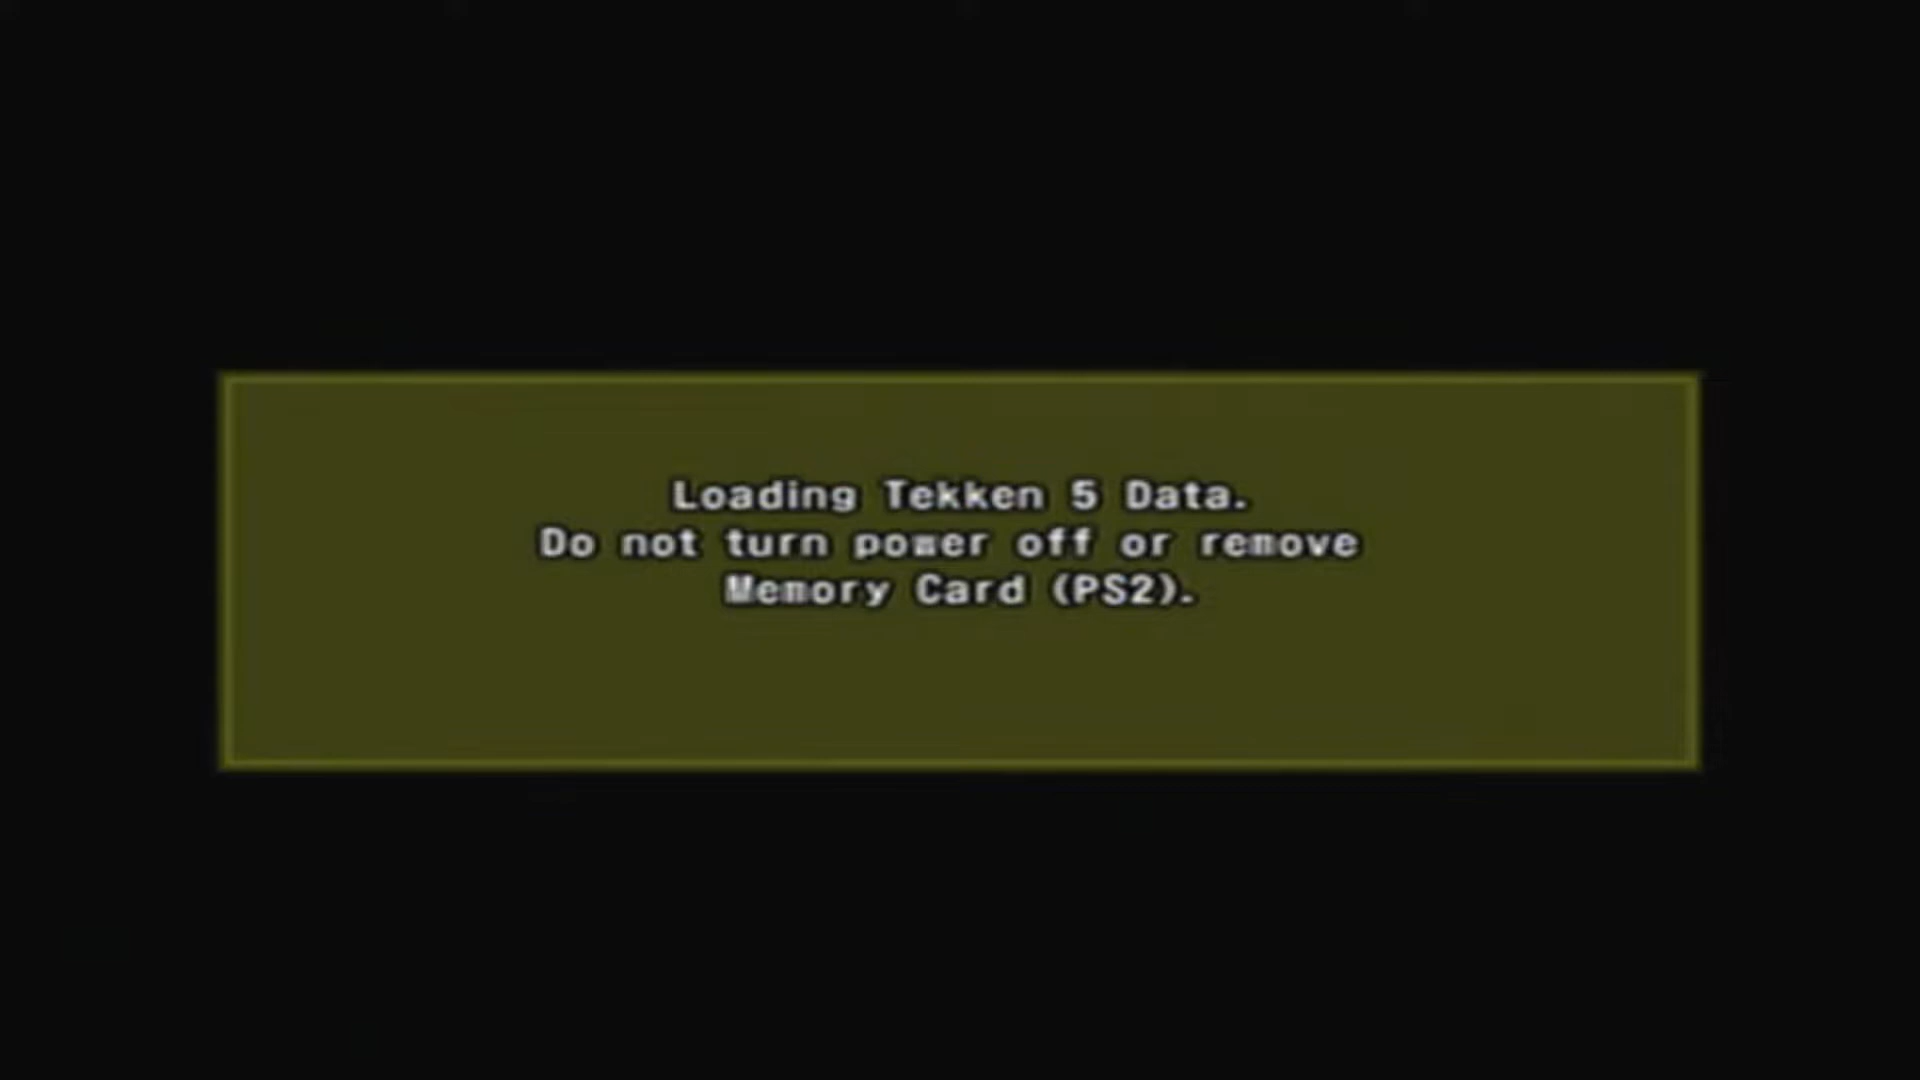 Loading Tekken 5 Data.
Do not turn power off or remove
Memory Card (PS2).